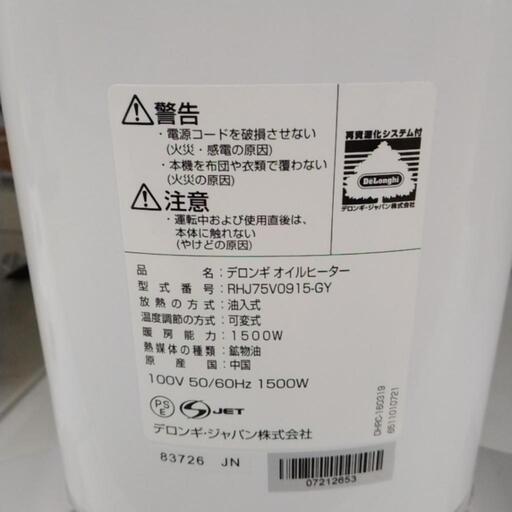 警告
・電源コードを破損させない
(火災・感電の原因)
・本機を布団や衣類で覆わない
(火災の原因)
注意
・運転中および使用直後は、
本体に触れない
(やけどの原因)
再資源化システム付
DeLonghi
デロンギ・ジャパン株式会社
品名:デロンギ オイルヒーター
型式番号:RHJ75V0915-GY
放熱の方式:油入式
温度調節の方式:可変式
暖房能力:1500W
熱媒体の種類:鉱物油
原産国:中国
100V 50/60Hz 1500W
PS
E
JET
デロンギ・ジャパン株式会社
DHRC-160319
6511010721
83726 JN
07212653